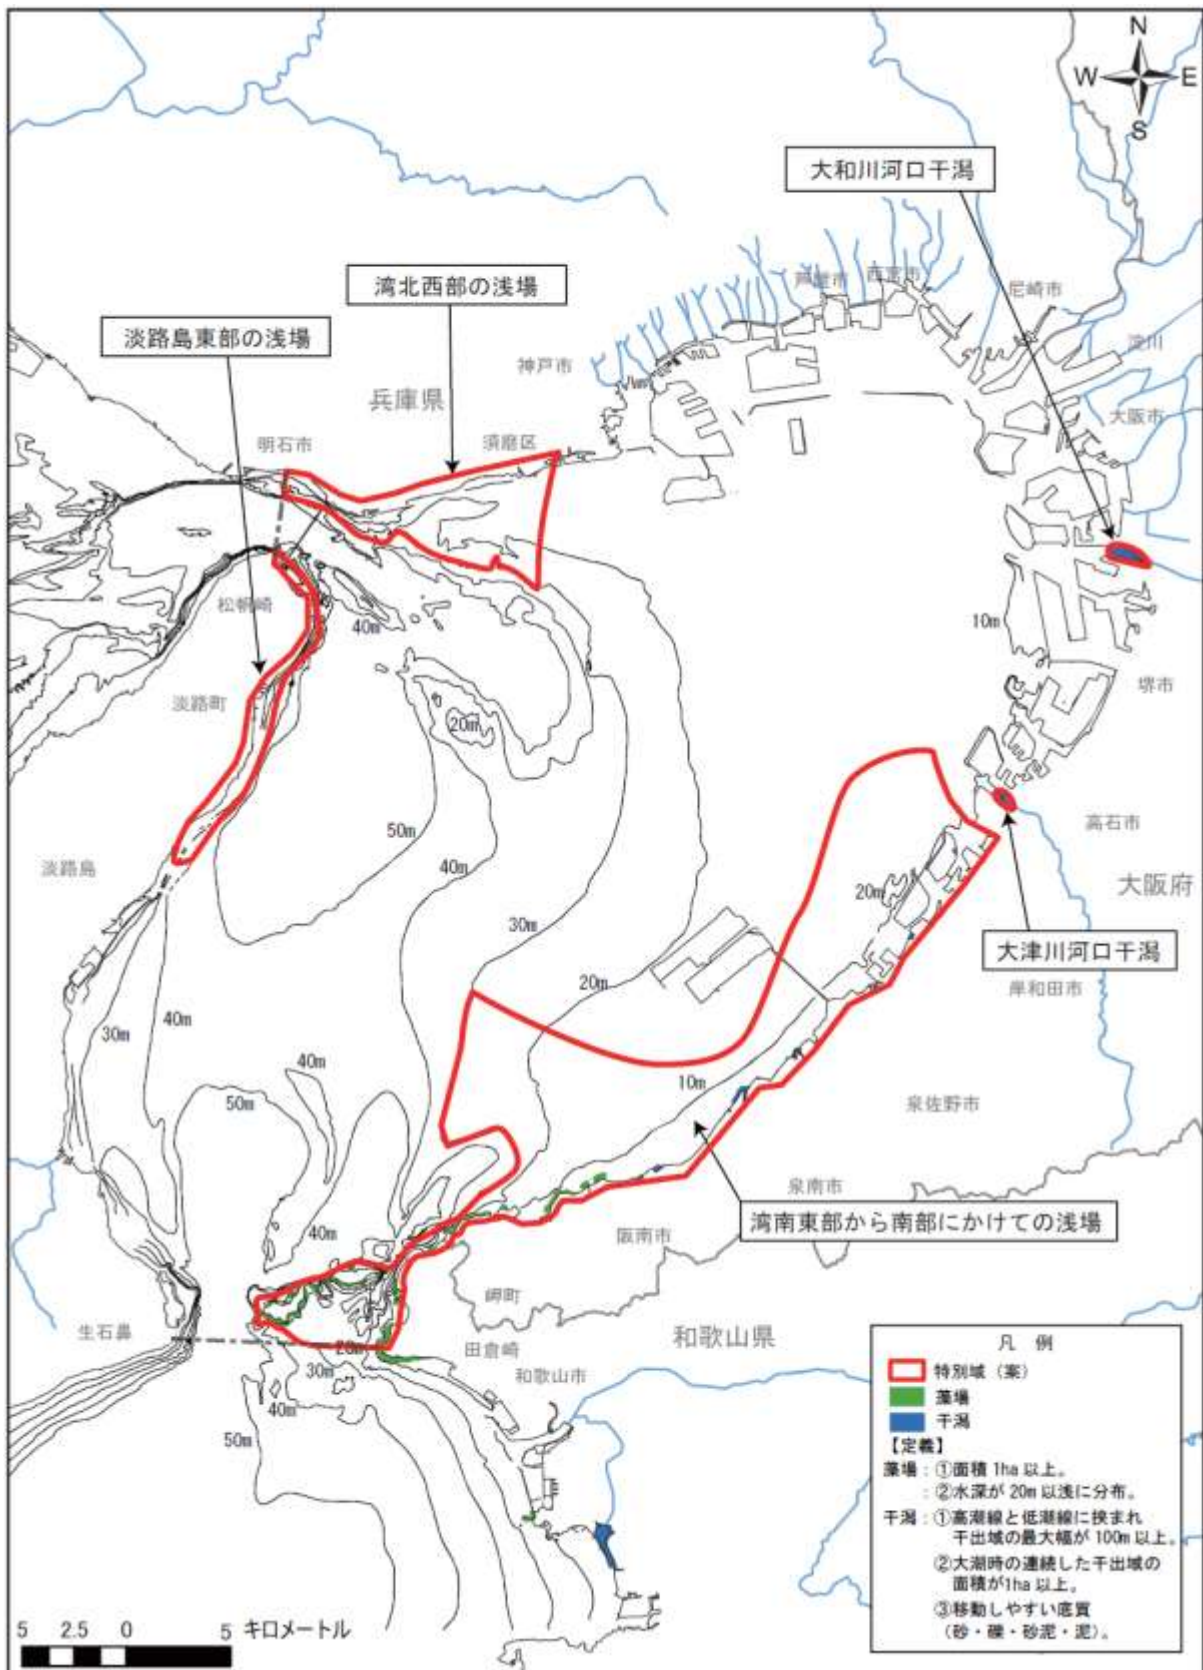 N
W
E
S
大和川河口干潟
湾北西部の浅場
淡路島東部の浅場
芦屋市
西宮市
尼崎市
淀川
神戸市
兵庫県
大阪市
明石市
須磨区
松帆崎
40m
10m
淡路町
堺市
20m
50m
40m
高石市
淡路島
大阪府
20m
30m
大津川河口干潟
20m
岸和田市
40m
30m
40m
10m
50m
泉佐野市
泉南市
湾南東部から南部にかけての浅場
40m
40m
阪南市
岬町
生石鼻
和歌山県
20m
田倉崎
30m
和歌山市
40m
50m
凡 例
特別域（案）
藻場
干潟
【定義】
藻場：①面積 1ha 以上。
：②水深が 20m 以浅に分布。
干潟：①高潮線と低潮線に挟まれ
干出域の最大幅が 100m 以上。
②大潮時の連続した干出域の
面積が1ha 以上。
③移動しやすい底質
（砂・礫・砂泥・泥）。
5 2.5 0 5 キロメートル